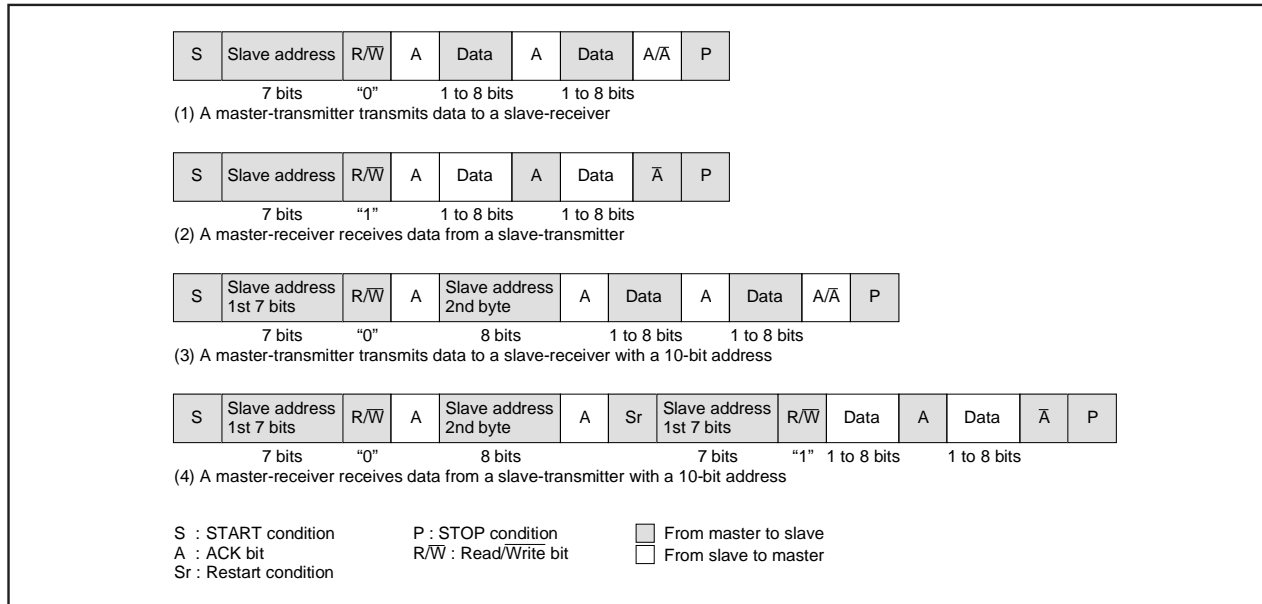 S Slave address R/W̅ A Data A Data A/A̅ P
7 bits “0” 1 to 8 bits 1 to 8 bits
(1) A master-transmitter transmits data to a slave-receiver
S Slave address R/W̅ A Data A Data A̅ P
7 bits “1” 1 to 8 bits 1 to 8 bits
(2) A master-receiver receives data from a slave-transmitter
S Slave address 1st 7 bits R/W̅ A Slave address 2nd byte A Data A Data A/A̅ P
7 bits “0” 8 bits 1 to 8 bits 1 to 8 bits
(3) A master-transmitter transmits data to a slave-receiver with a 10-bit address
S Slave address 1st 7 bits R/W̅ A Slave address 2nd byte A Sr Slave address 1st 7 bits R/W̅ Data A Data A̅ P
7 bits “0” 8 bits 7 bits “1” 1 to 8 bits 1 to 8 bits
(4) A master-receiver receives data from a slave-transmitter with a 10-bit address
S : START condition P : STOP condition From master to slave
A : ACK bit R/W̅ : Read/W̅r̅i̅t̅e̅ bit From slave to master
Sr : Restart condition